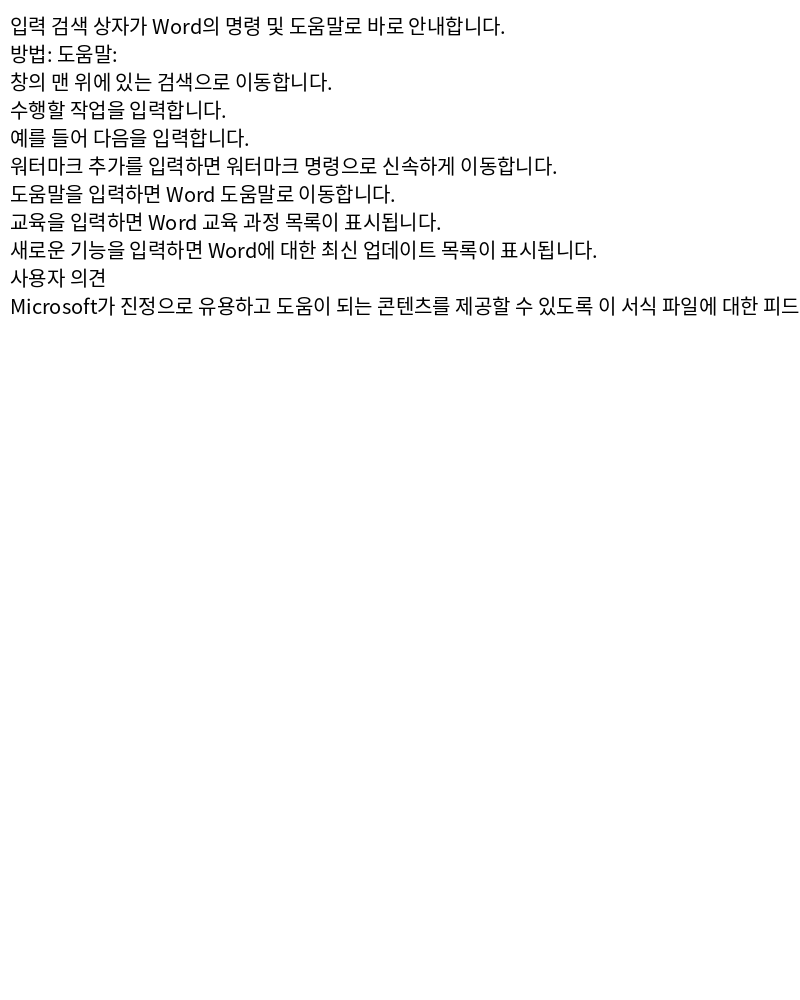 입력 검색 상자가 Word의 명령 및 도움말로 바로 안내합니다.
방법: 도움말:
창의 맨 위에 있는 검색으로 이동합니다.
수행할 작업을 입력합니다.
예를 들어 다음을 입력합니다.
워터마크 추가를 입력하면 워터마크 명령으로 신속하게 이동합니다.
도움말을 입력하면 Word 도움말로 이동합니다.
교육을 입력하면 Word 교육 과정 목록이 표시됩니다.
새로운 기능을 입력하면 Word에 대한 최신 업데이트 목록이 표시됩니다.
사용자 의견
Microsoft가 진정으로 유용하고 도움이 되는 콘텐츠를 제공할 수 있도록 이 서식 파일에 대한 피드